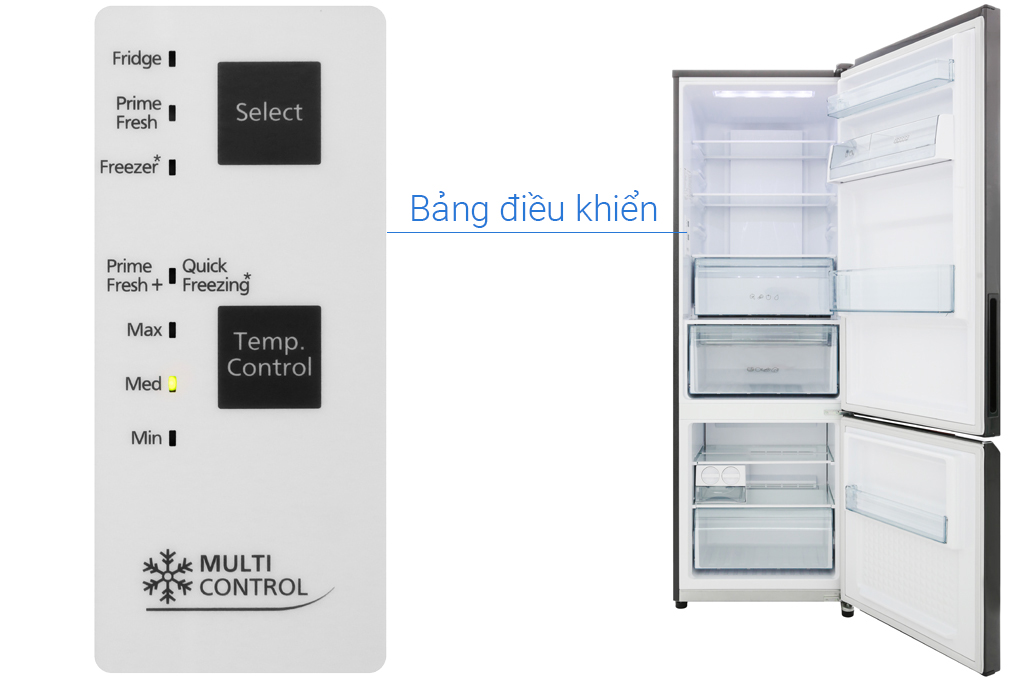 Fridge
Select
Prime
Fresh
Freezer*
Bảng điều khiển
Prime
Fresh +
Quick
Freezing*
Max
Temp.
Control
Med
Min
MULTI
CONTROL